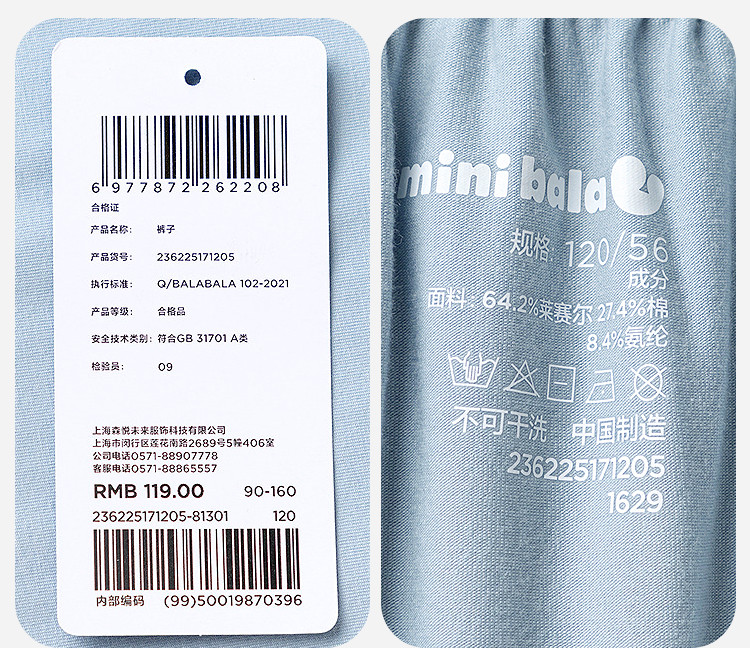 6 977872 262208
合格证
产品名称： 裤子
产品货号： 236225171205
执行标准： Q/BALABALA 102-2021
产品等级： 合格品
安全技术类别：符合GB 31701 A类
检验员： 09
上海森悦未来服饰科技有限公司
上海市闵行区莲花南路2689号5幢406室
公司电话0571-88907778
客服电话0571-88865557
RMB 119.00 90-160
236225171205-81301 120
内部编码 (99)50019870396
mini bala
规格. 120/56
成分
面料：64.2%莱赛尔 27.4%棉
8.4%氨纶
不可干洗 中国制造
236225171205
1629